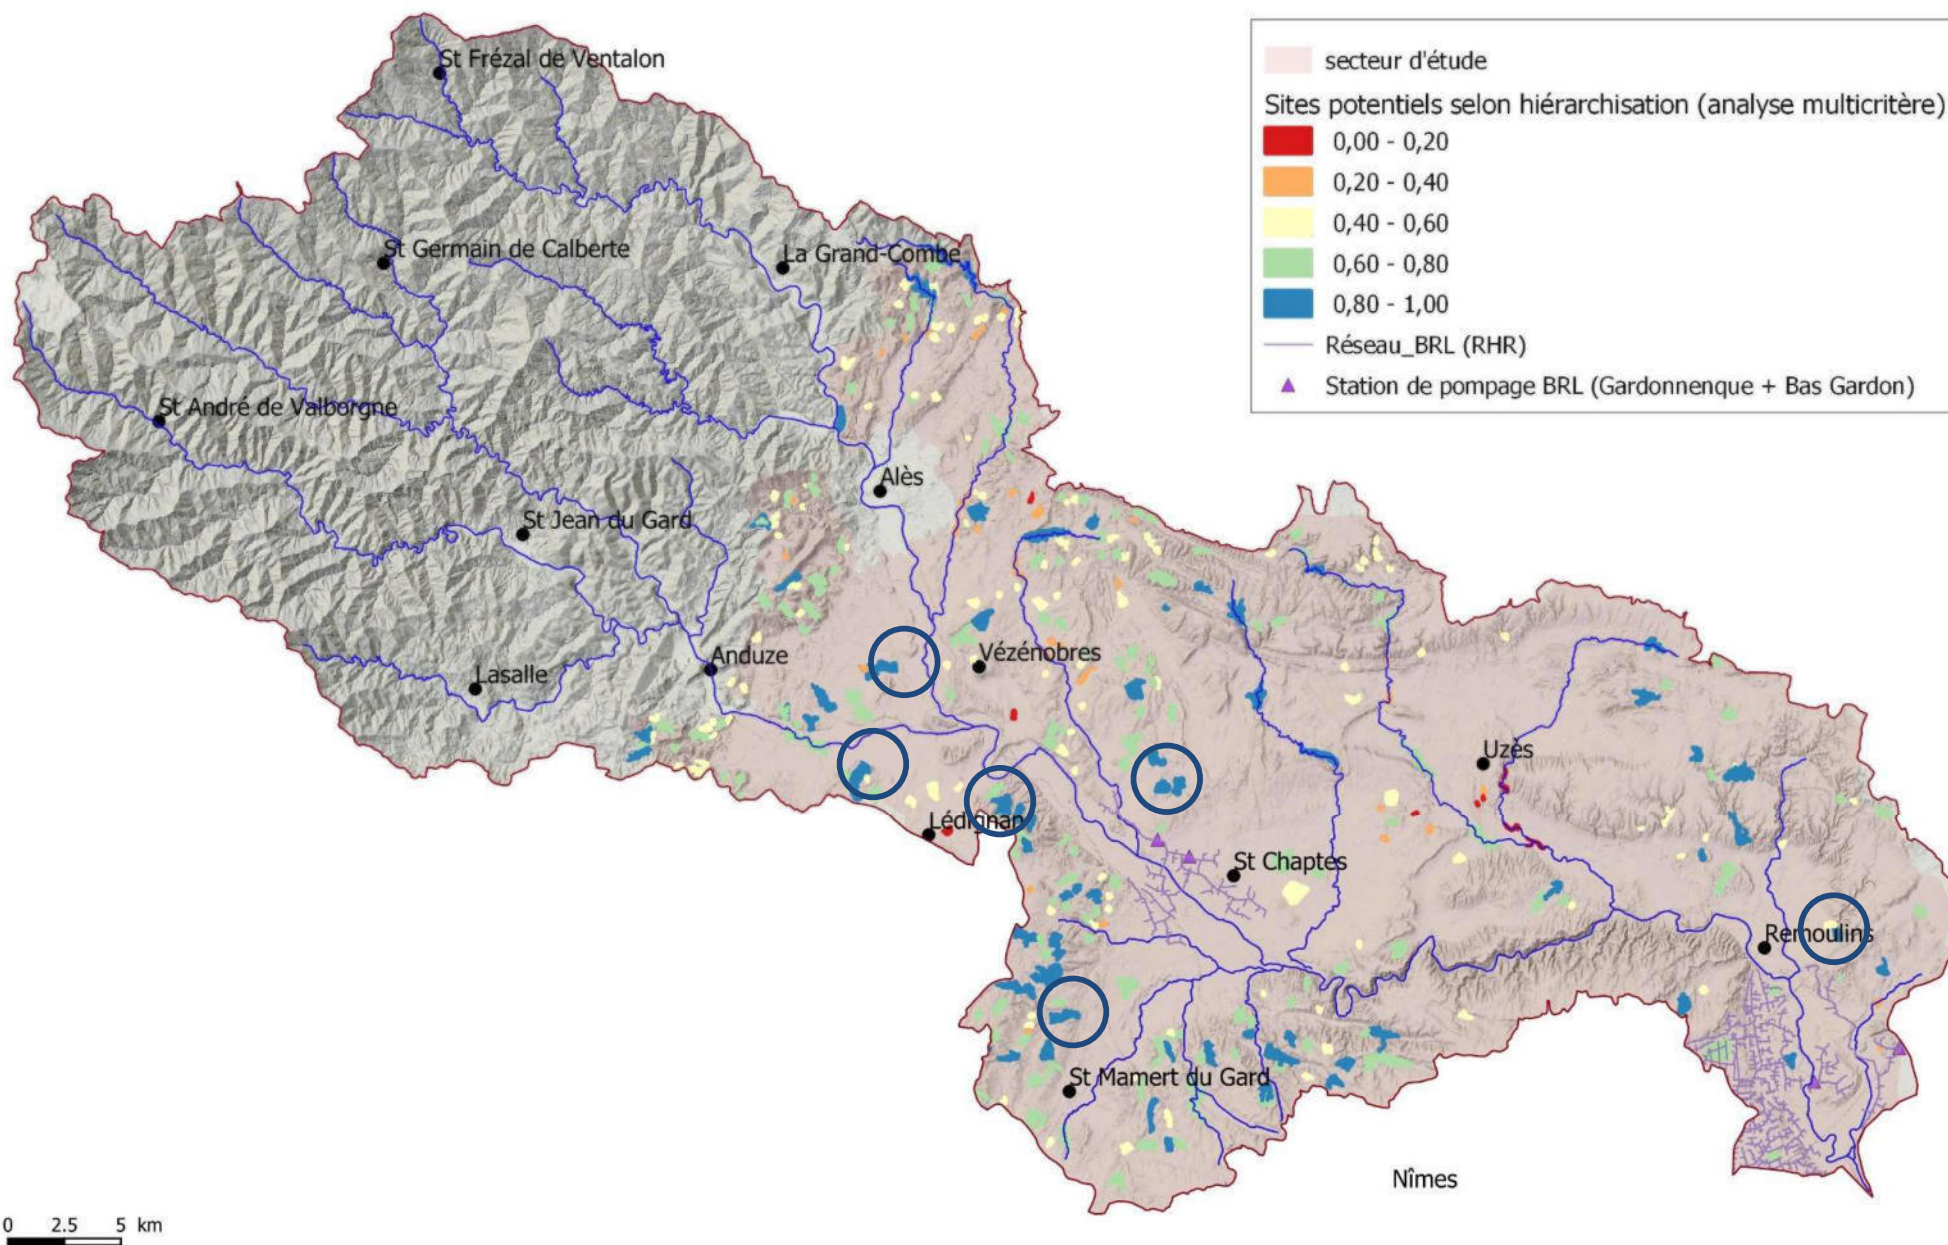 St Frézal de Ventalon
secteur d'étude
Sites potentiels selon hiérarchisation (analyse multicritère)
0,00 - 0,20
0,20 - 0,40
0,40 - 0,60
0,60 - 0,80
0,80 - 1,00
Réseau_BRL (RHR)
Station de pompage BRL (Gardonnenque + Bas Gardon)
St Germain de Calberte
La Grand-Combe
St André de Valborgne
Alès
St Jean du Gard
Anduze
Vézénobres
Lasalle
Uzès
Lédignan
St Chaptes
Remoulins
St Mamert du Gard
Nîmes
0 2.5 5 km